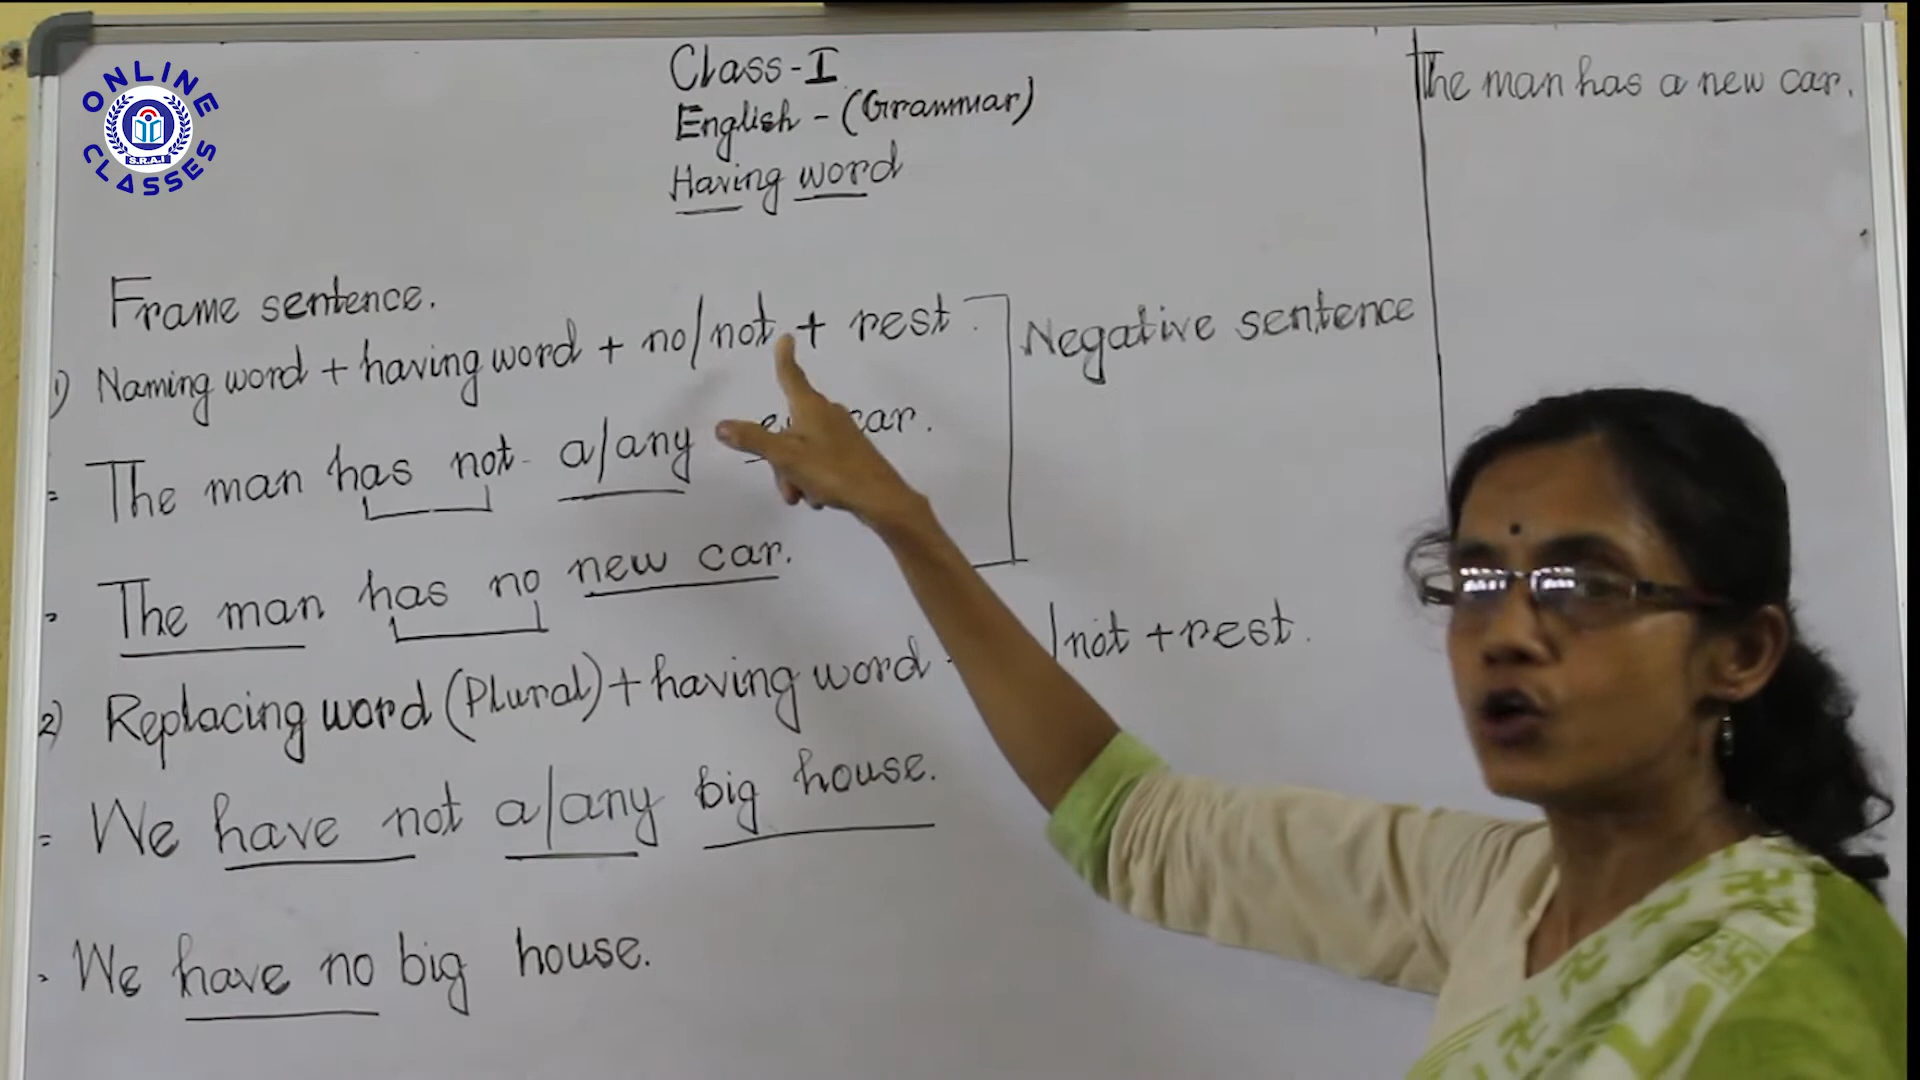 ONLINE CLASSES
S.R.A.I
Class-I
English - (Grammar)
Having word
The man has a new car.
Frame sentence.
1) Naming word + having word + no/not + rest.
Negative sentence
= The man has not a/any car.
The man has no new car.
2) Replacing word (Plural) + having word /not + rest.
= We have not a/any big house.
We have no big house.